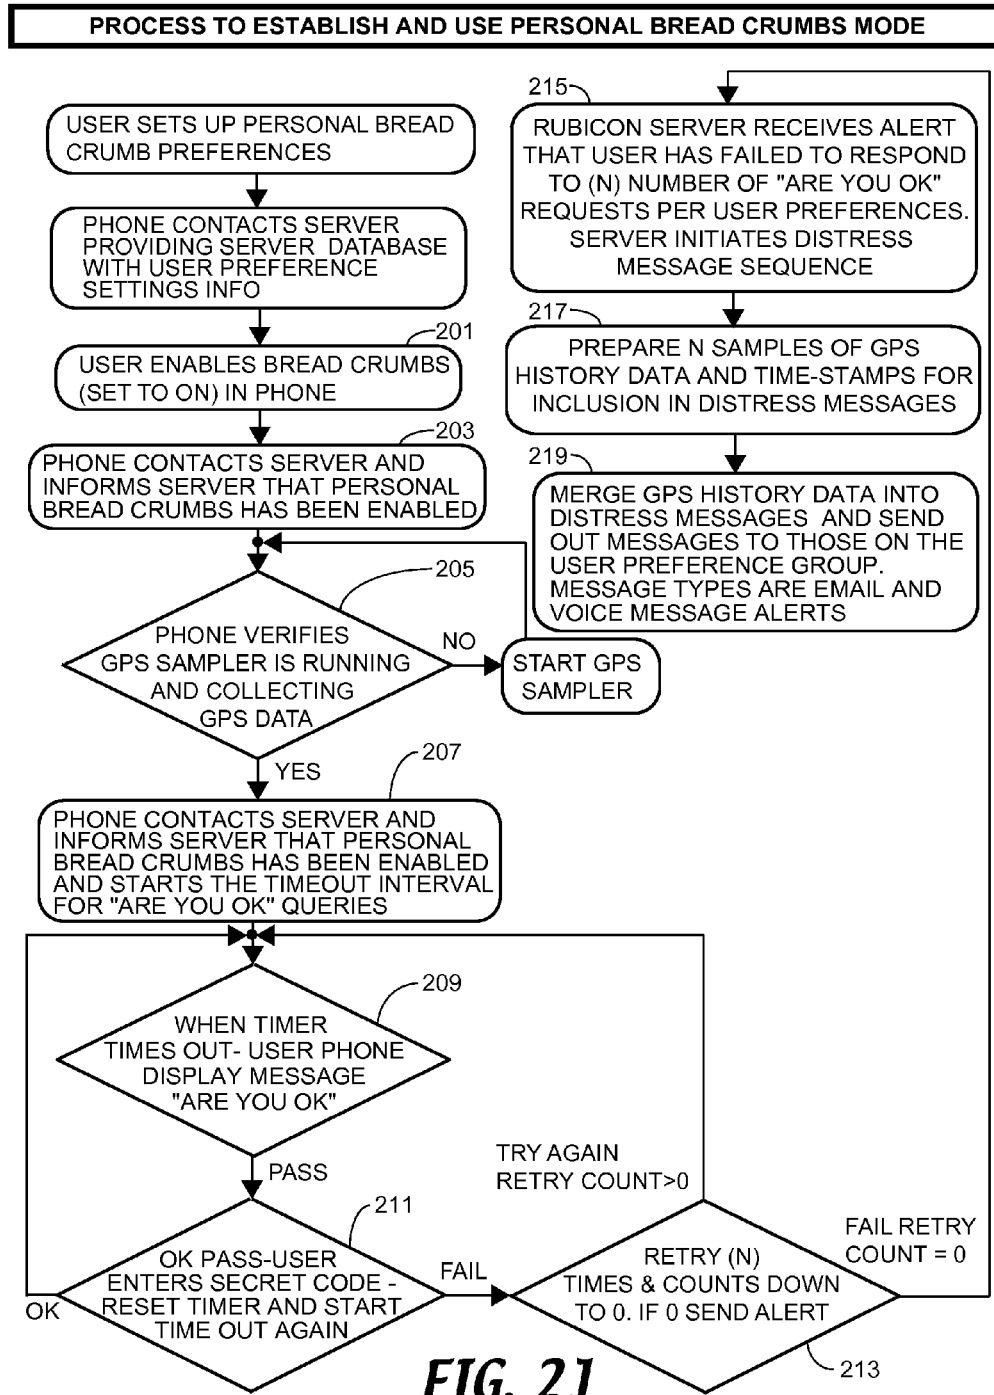 PROCESS TO ESTABLISH AND USE PERSONAL BREAD CRUMBS MODE
USER SETS UP PERSONAL BREAD
CRUMB PREFERENCES
PHONE CONTACTS SERVER
PROVIDING SERVER DATABASE
WITH USER PREFERENCE
SETTINGS INFO
201
USER ENABLES BREAD CRUMBS
(SET TO ON) IN PHONE
203
PHONE CONTACTS SERVER AND
INFORMS SERVER THAT PERSONAL
BREAD CRUMBS HAS BEEN ENABLED
205
PHONE VERIFIES
GPS SAMPLER IS RUNNING
AND COLLECTING
GPS DATA
NO
START GPS
SAMPLER
YES
207
PHONE CONTACTS SERVER AND
INFORMS SERVER THAT PERSONAL
BREAD CRUMBS HAS BEEN ENABLED
AND STARTS THE TIMEOUT INTERVAL
FOR "ARE YOU OK" QUERIES
209
WHEN TIMER
TIMES OUT- USER PHONE
DISPLAY MESSAGE
"ARE YOU OK"
PASS
211
OK PASS-USER
ENTERS SECRET CODE -
RESET TIMER AND START
TIME OUT AGAIN
OK
FAIL
TRY AGAIN
RETRY COUNT>0
RETRY (N)
TIMES & COUNTS DOWN
TO 0. IF 0 SEND ALERT
213
FAIL RETRY
COUNT = 0
215
RUBICON SERVER RECEIVES ALERT
THAT USER HAS FAILED TO RESPOND
TO (N) NUMBER OF "ARE YOU OK"
REQUESTS PER USER PREFERENCES.
SERVER INITIATES DISTRESS
MESSAGE SEQUENCE
217
PREPARE N SAMPLES OF GPS
HISTORY DATA AND TIME-STAMPS FOR
INCLUSION IN DISTRESS MESSAGES
219
MERGE GPS HISTORY DATA INTO
DISTRESS MESSAGES AND SEND
OUT MESSAGES TO THOSE ON THE
USER PREFERENCE GROUP.
MESSAGE TYPES ARE EMAIL AND
VOICE MESSAGE ALERTS
FIG. 21